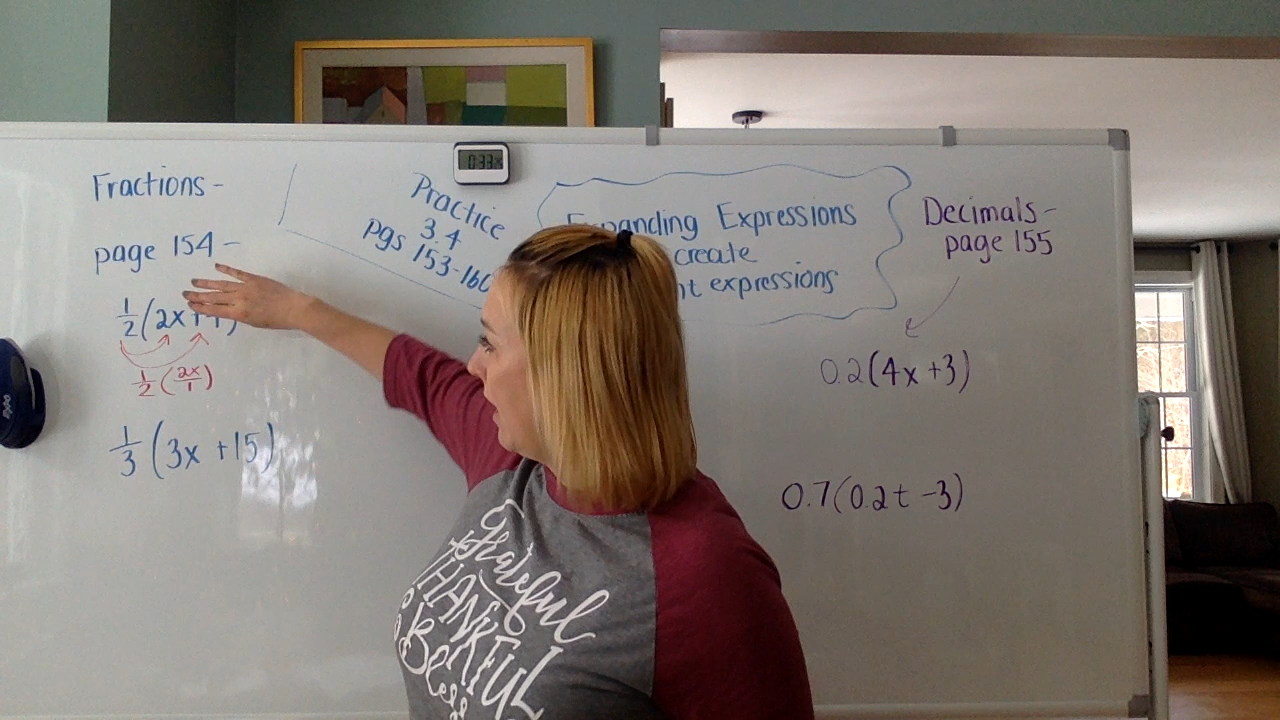 Fractions -
page 154 -
1/2 (2x +
1/2 (2x/1)
1/3 (3x +15)
Practice
3.4
pgs 153-160
Expanding Expressions
create
expressions
Decimals -
page 155
0.2(4x +3)
0.7(0.2t -3)
Grateful
THANKFUL
&
EXPO